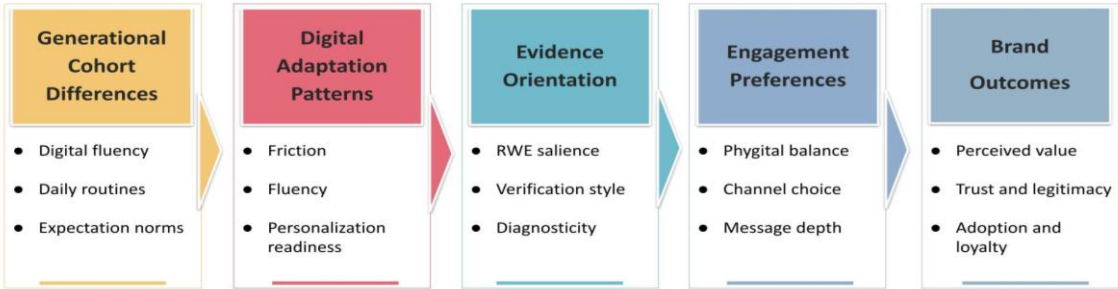 Generational
Cohort
Differences
• Digital fluency
• Daily routines
• Expectation norms
Digital
Adaptation
Patterns
• Friction
• Fluency
• Personalization
readiness
Evidence
Orientation
• RWE salience
• Verification style
• Diagnosticity
Engagement
Preferences
• Phygital balance
• Channel choice
• Message depth
Brand
Outcomes
• Perceived value
• Trust and legitimacy
• Adoption and
loyalty